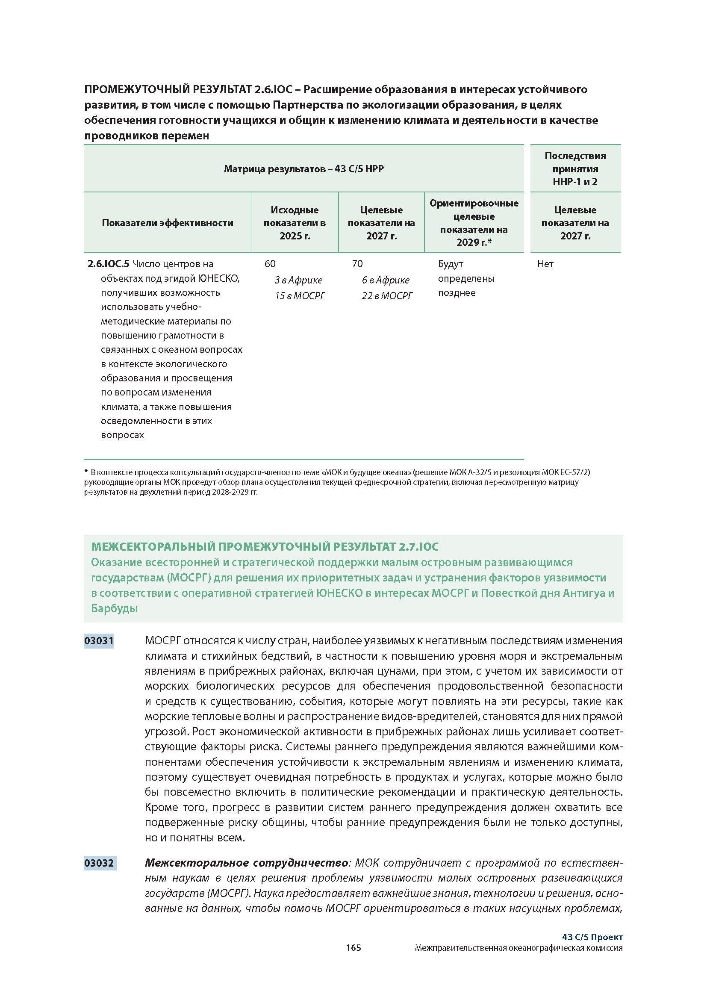 ПРОМЕЖУТОЧНЫЙ РЕЗУЛЬТАТ 2.6.IOC – Расширение образования в интересах устойчивого
развития, в том числе с помощью Партнерства по экологизации образования, в целях
обеспечения готовности учащихся и общин к изменению климата и деятельности в качестве
проводников перемен
Матрица результатов – 43 C/5 НРР
Последствия
принятия
ННР-1 и 2
Показатели эффективности
Исходные
показатели в
2025 г.
Целевые
показатели на
2027 г.
Ориентировочные
целевые
показатели на
2029 г.*
Целевые
показатели на
2027 г.
2.6.IOC.5 Число центров на
объектах под эгидой ЮНЕСКО,
получивших возможность
использовать учебно-
методические материалы по
повышению грамотности в
связанных с океаном вопросах
в контексте экологического
образования и просвещения
по вопросам изменения
климата, а также повышения
осведомленности в этих
вопросах
60
3 в Африке
15 в МОСРГ
70
6 в Африке
22 в МОСРГ
Будут
определены
позднее
Нет
* В контексте процесса консультаций государств-членов по теме «МОК и будущее океана» (решение МОК A-32/5 и резолюция МОК EC-57/2)
руководящие органы МОК проведут обзор плана осуществления текущей среднесрочной стратегии, включая пересмотренную матрицу
результатов на двухлетний период 2028-2029 гг.
МЕЖСЕКТОРАЛЬНЫЙ ПРОМЕЖУТОЧНЫЙ РЕЗУЛЬТАТ 2.7.IOC
Оказание всесторонней и стратегической поддержки малым островным развивающимся
государствам (МОСРГ) для решения их приоритетных задач и устранения факторов уязвимости
в соответствии с оперативной стратегией ЮНЕСКО в интересах МОСРГ и Повесткой дня Антигуа и
Барбуды
03031 МОСРГ относятся к числу стран, наиболее уязвимых к негативным последствиям изменения
климата и стихийных бедствий, в частности к повышению уровня моря и экстремальным
явлениям в прибрежных районах, включая цунами, при этом, с учетом их зависимости от
морских биологических ресурсов для обеспечения продовольственной безопасности
и средств к существованию, события, которые могут повлиять на эти ресурсы, такие как
морские тепловые волны и распространение видов-вредителей, становятся для них прямой
угрозой. Рост экономической активности в прибрежных районах лишь усиливает соответ-
ствующие факторы риска. Системы раннего предупреждения являются важнейшими ком-
понентами обеспечения устойчивости к экстремальным явлениям и изменению климата,
поэтому существует очевидная потребность в продуктах и услугах, которые можно было
бы повсеместно включить в политические рекомендации и практическую деятельность.
Кроме того, прогресс в развитии систем раннего предупреждения должен охватить все
подверженные риску общины, чтобы ранние предупреждения были не только доступны,
но и понятны всем.
03032 Межсекторальное сотрудничество: МОК сотрудничает с программой по естествен-
ным наукам в целях решения проблемы уязвимости малых островных развивающихся
государств (МОСРГ). Наука предоставляет важнейшие знания, технологии и решения, осно-
ванные на данных, чтобы помочь МОСРГ ориентироваться в таких насущных проблемах,
43 C/5 Проект
165 Межправительственная океанографическая комиссия